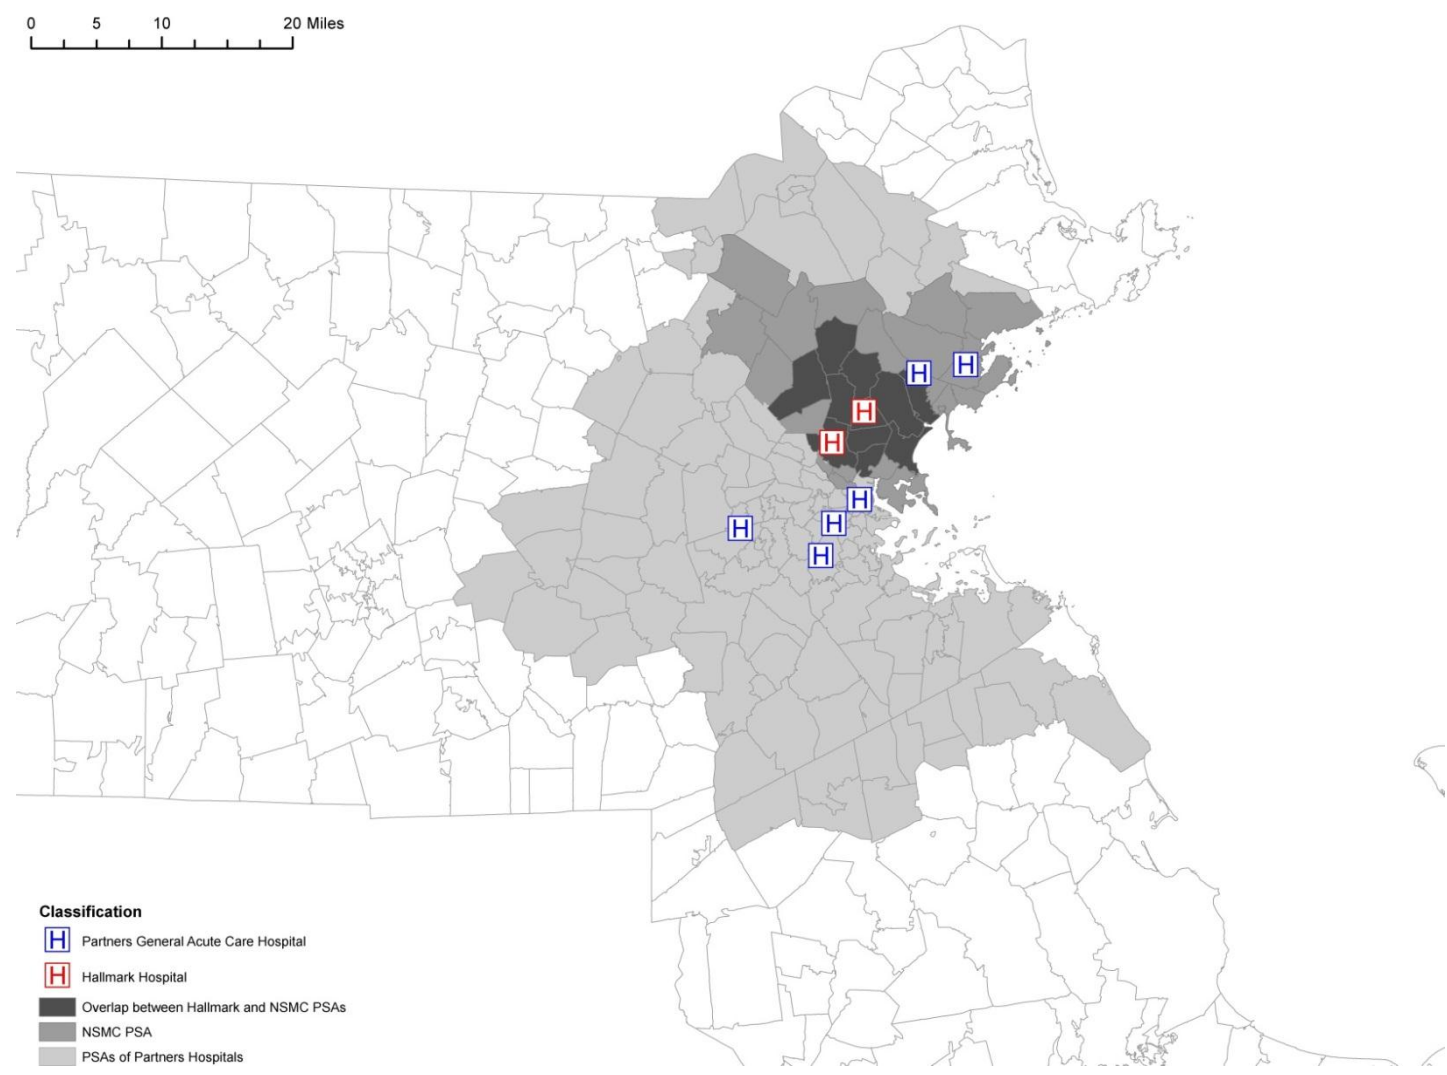 0 5 10 20 Miles
H
H
H
H
H
H
H
H
Classification
H Partners General Acute Care Hospital
H Hallmark Hospital
Overlap between Hallmark and NSMC PSAs
NSMC PSA
PSAs of Partners Hospitals